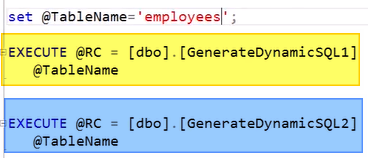 set @TableName='employees';
EXECUTE @RC = [dbo].[GenerateDynamicSQL1]
@TableName
EXECUTE @RC = [dbo].[GenerateDynamicSQL2]
@TableName